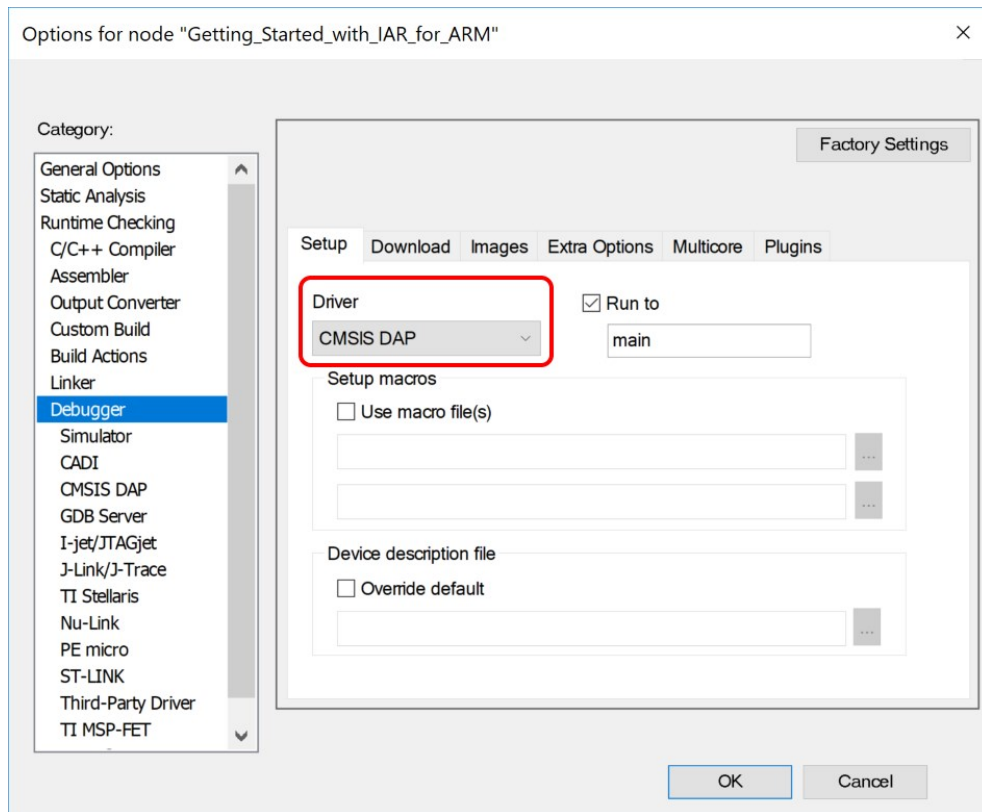 Options for node "Getting_Started_with_IAR_for_ARM"
Category:
Factory Settings
General Options
Static Analysis
Runtime Checking
C/C++ Compiler
Assembler
Output Converter
Custom Build
Build Actions
Linker
Debugger
Simulator
CADI
CMSIS DAP
GDB Server
I-jet/JTAGjet
J-Link/J-Trace
TI Stellaris
Nu-Link
PE micro
ST-LINK
Third-Party Driver
TI MSP-FET
Setup Download Images Extra Options Multicore Plugins
Driver
CMSIS DAP
Run to
main
Setup macros
Use macro file(s)
...
...
Device description file
Override default
...
OK Cancel